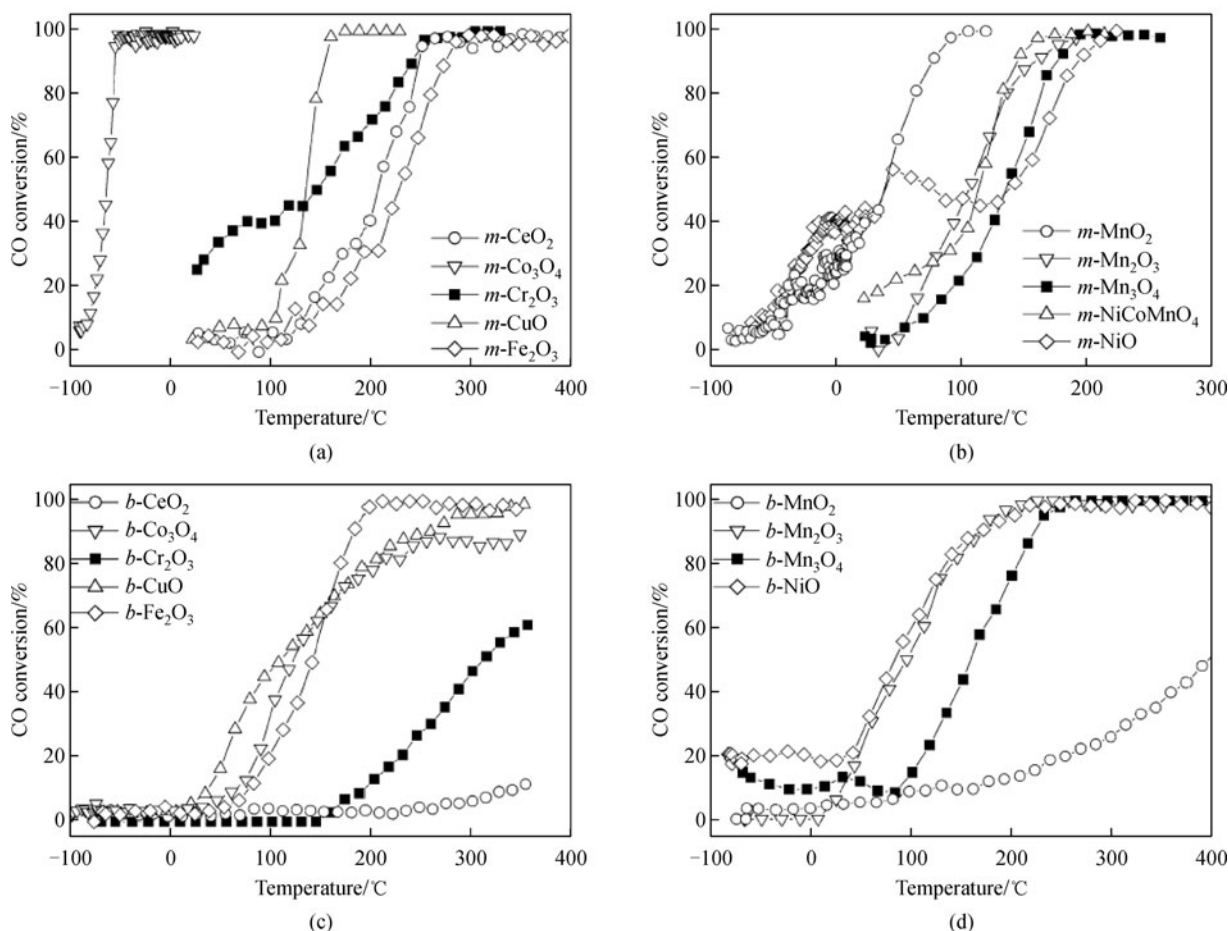 CO conversion/%
100
80
60
40
20
0
m-CeO₂
m-Co₃O₄
m-Cr₂O₃
m-CuO
m-Fe₂O₃
−100 0 100 200 300 400
Temperature/℃
(a)
CO conversion/%
100
80
60
40
20
0
m-MnO₂
m-Mn₂O₃
m-Mn₃O₄
m-NiCoMnO₄
m-NiO
−100 0 100 200 300
Temperature/℃
(b)
CO conversion/%
100
80
60
40
20
0
b-CeO₂
b-Co₃O₄
b-Cr₂O₃
b-CuO
b-Fe₂O₃
−100 0 100 200 300 400
Temperature/℃
(c)
CO conversion/%
100
80
60
40
20
0
b-MnO₂
b-Mn₂O₃
b-Mn₃O₄
b-NiO
−100 0 100 200 300 400
Temperature/℃
(d)